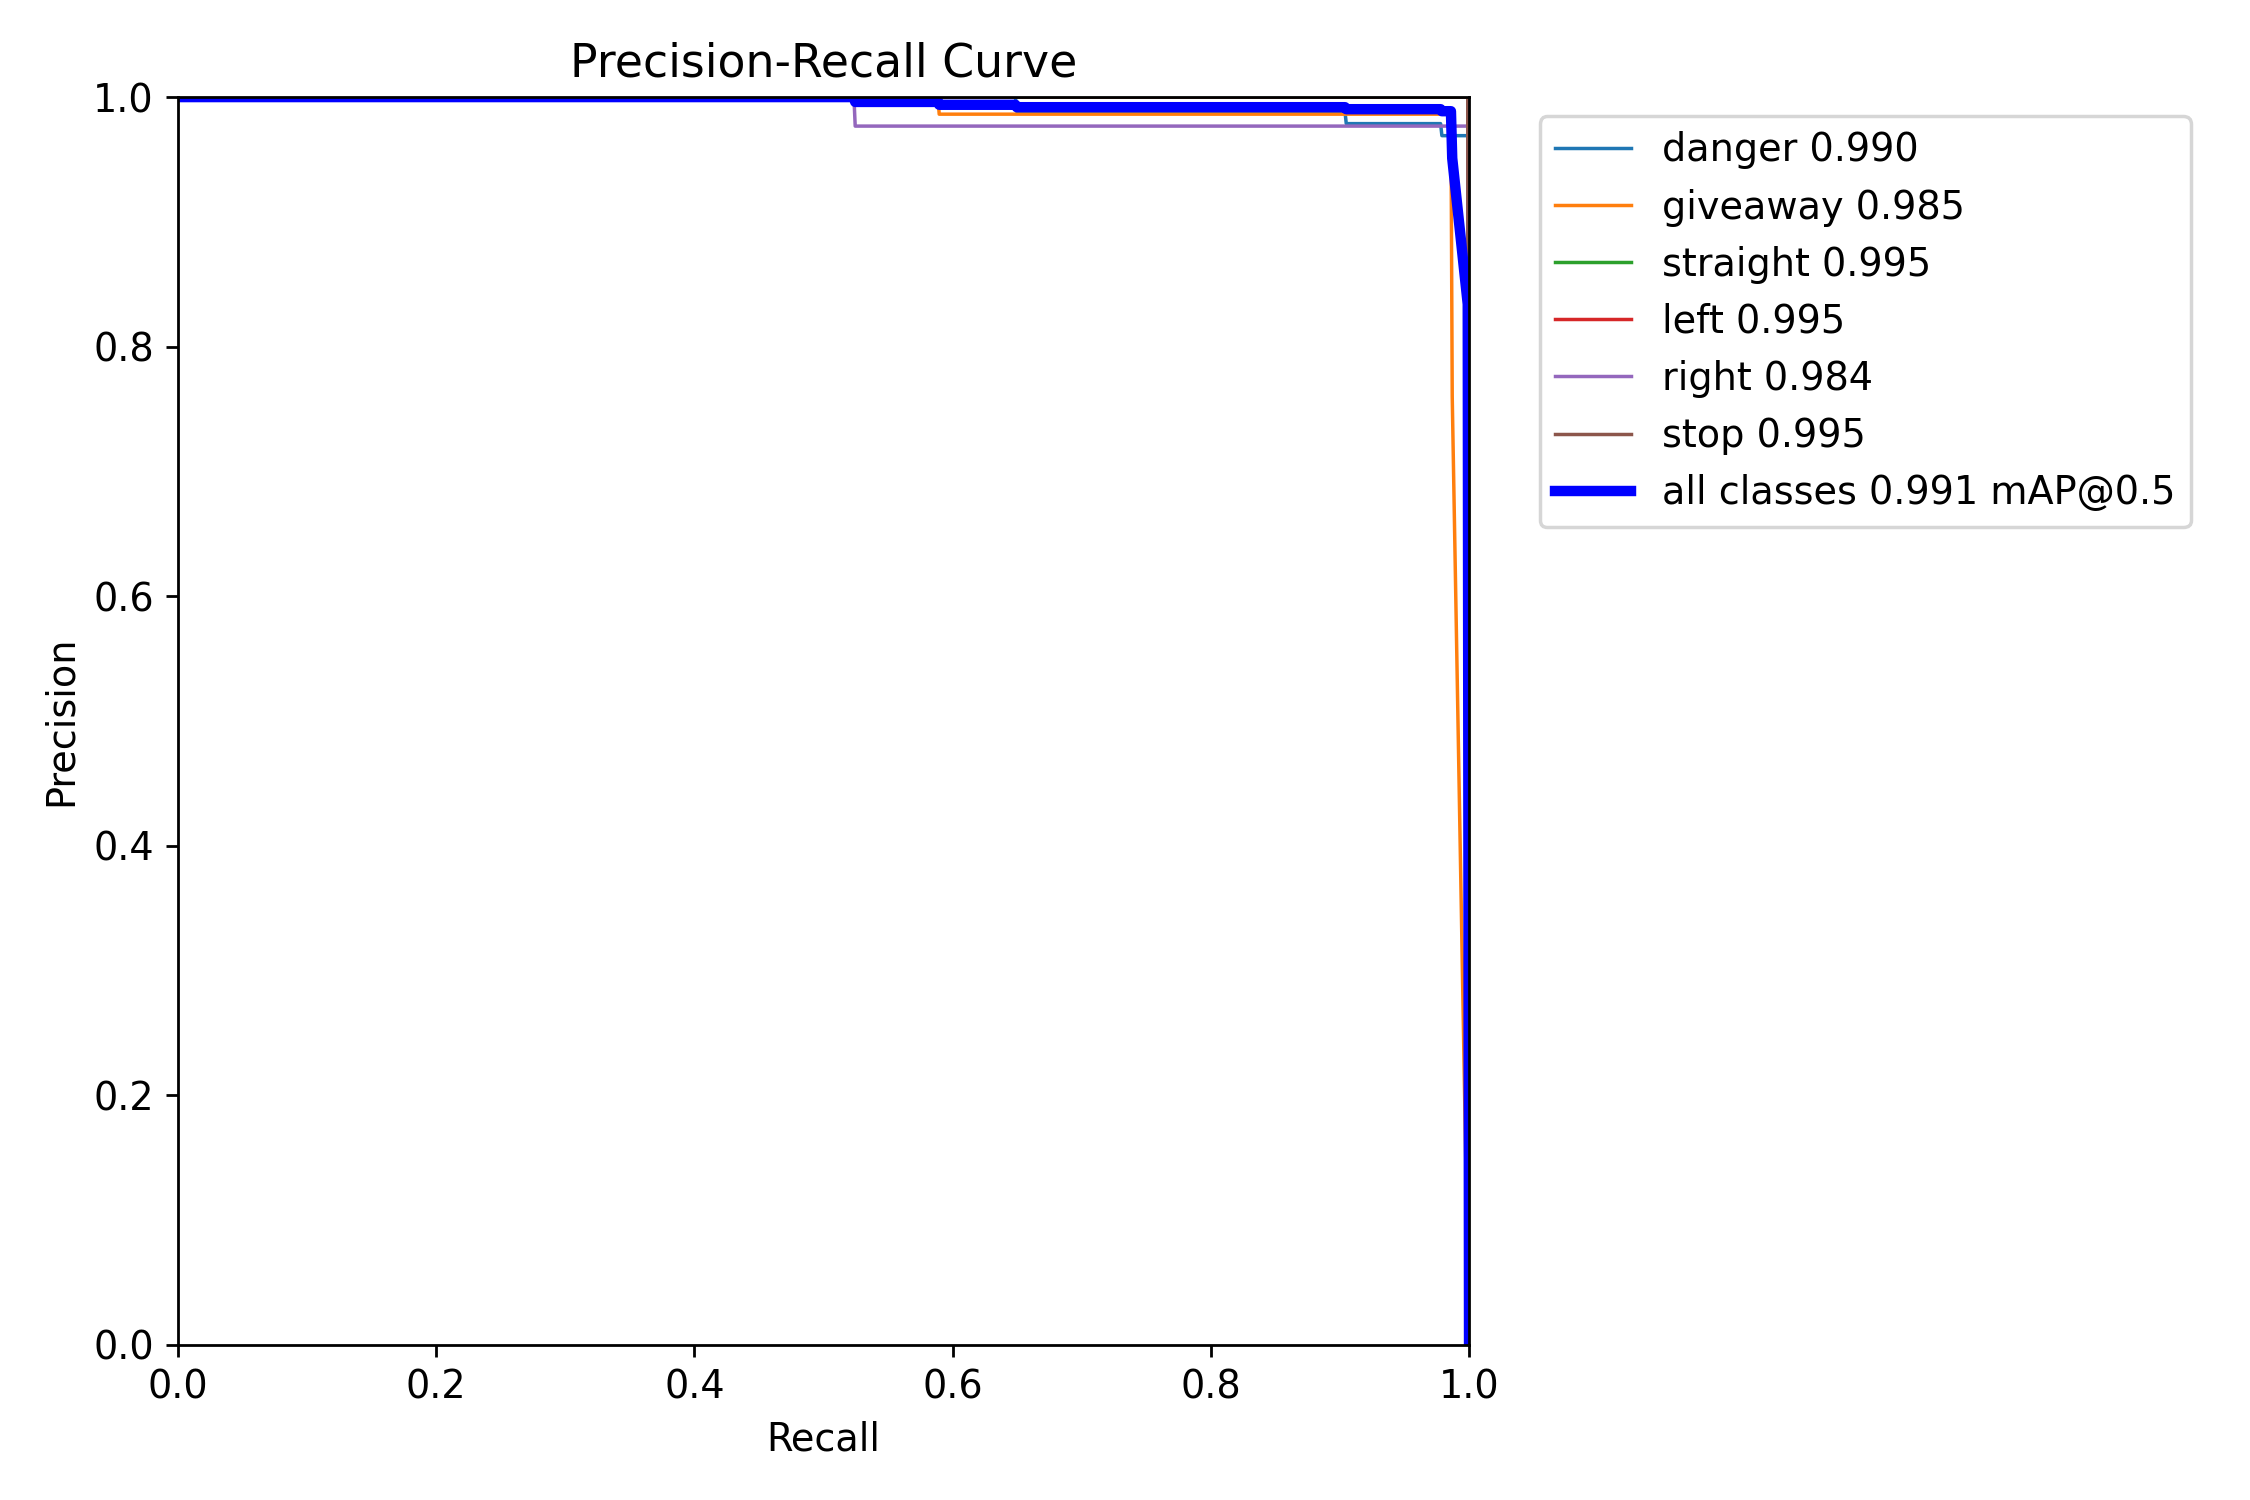 Precision-Recall Curve
1.0
0.8
0.6
0.4
0.2
0.0
Precision
0.0 0.2 0.4 0.6 0.8 1.0
Recall
danger 0.990
giveaway 0.985
straight 0.995
left 0.995
right 0.984
stop 0.995
all classes 0.991 mAP@0.5